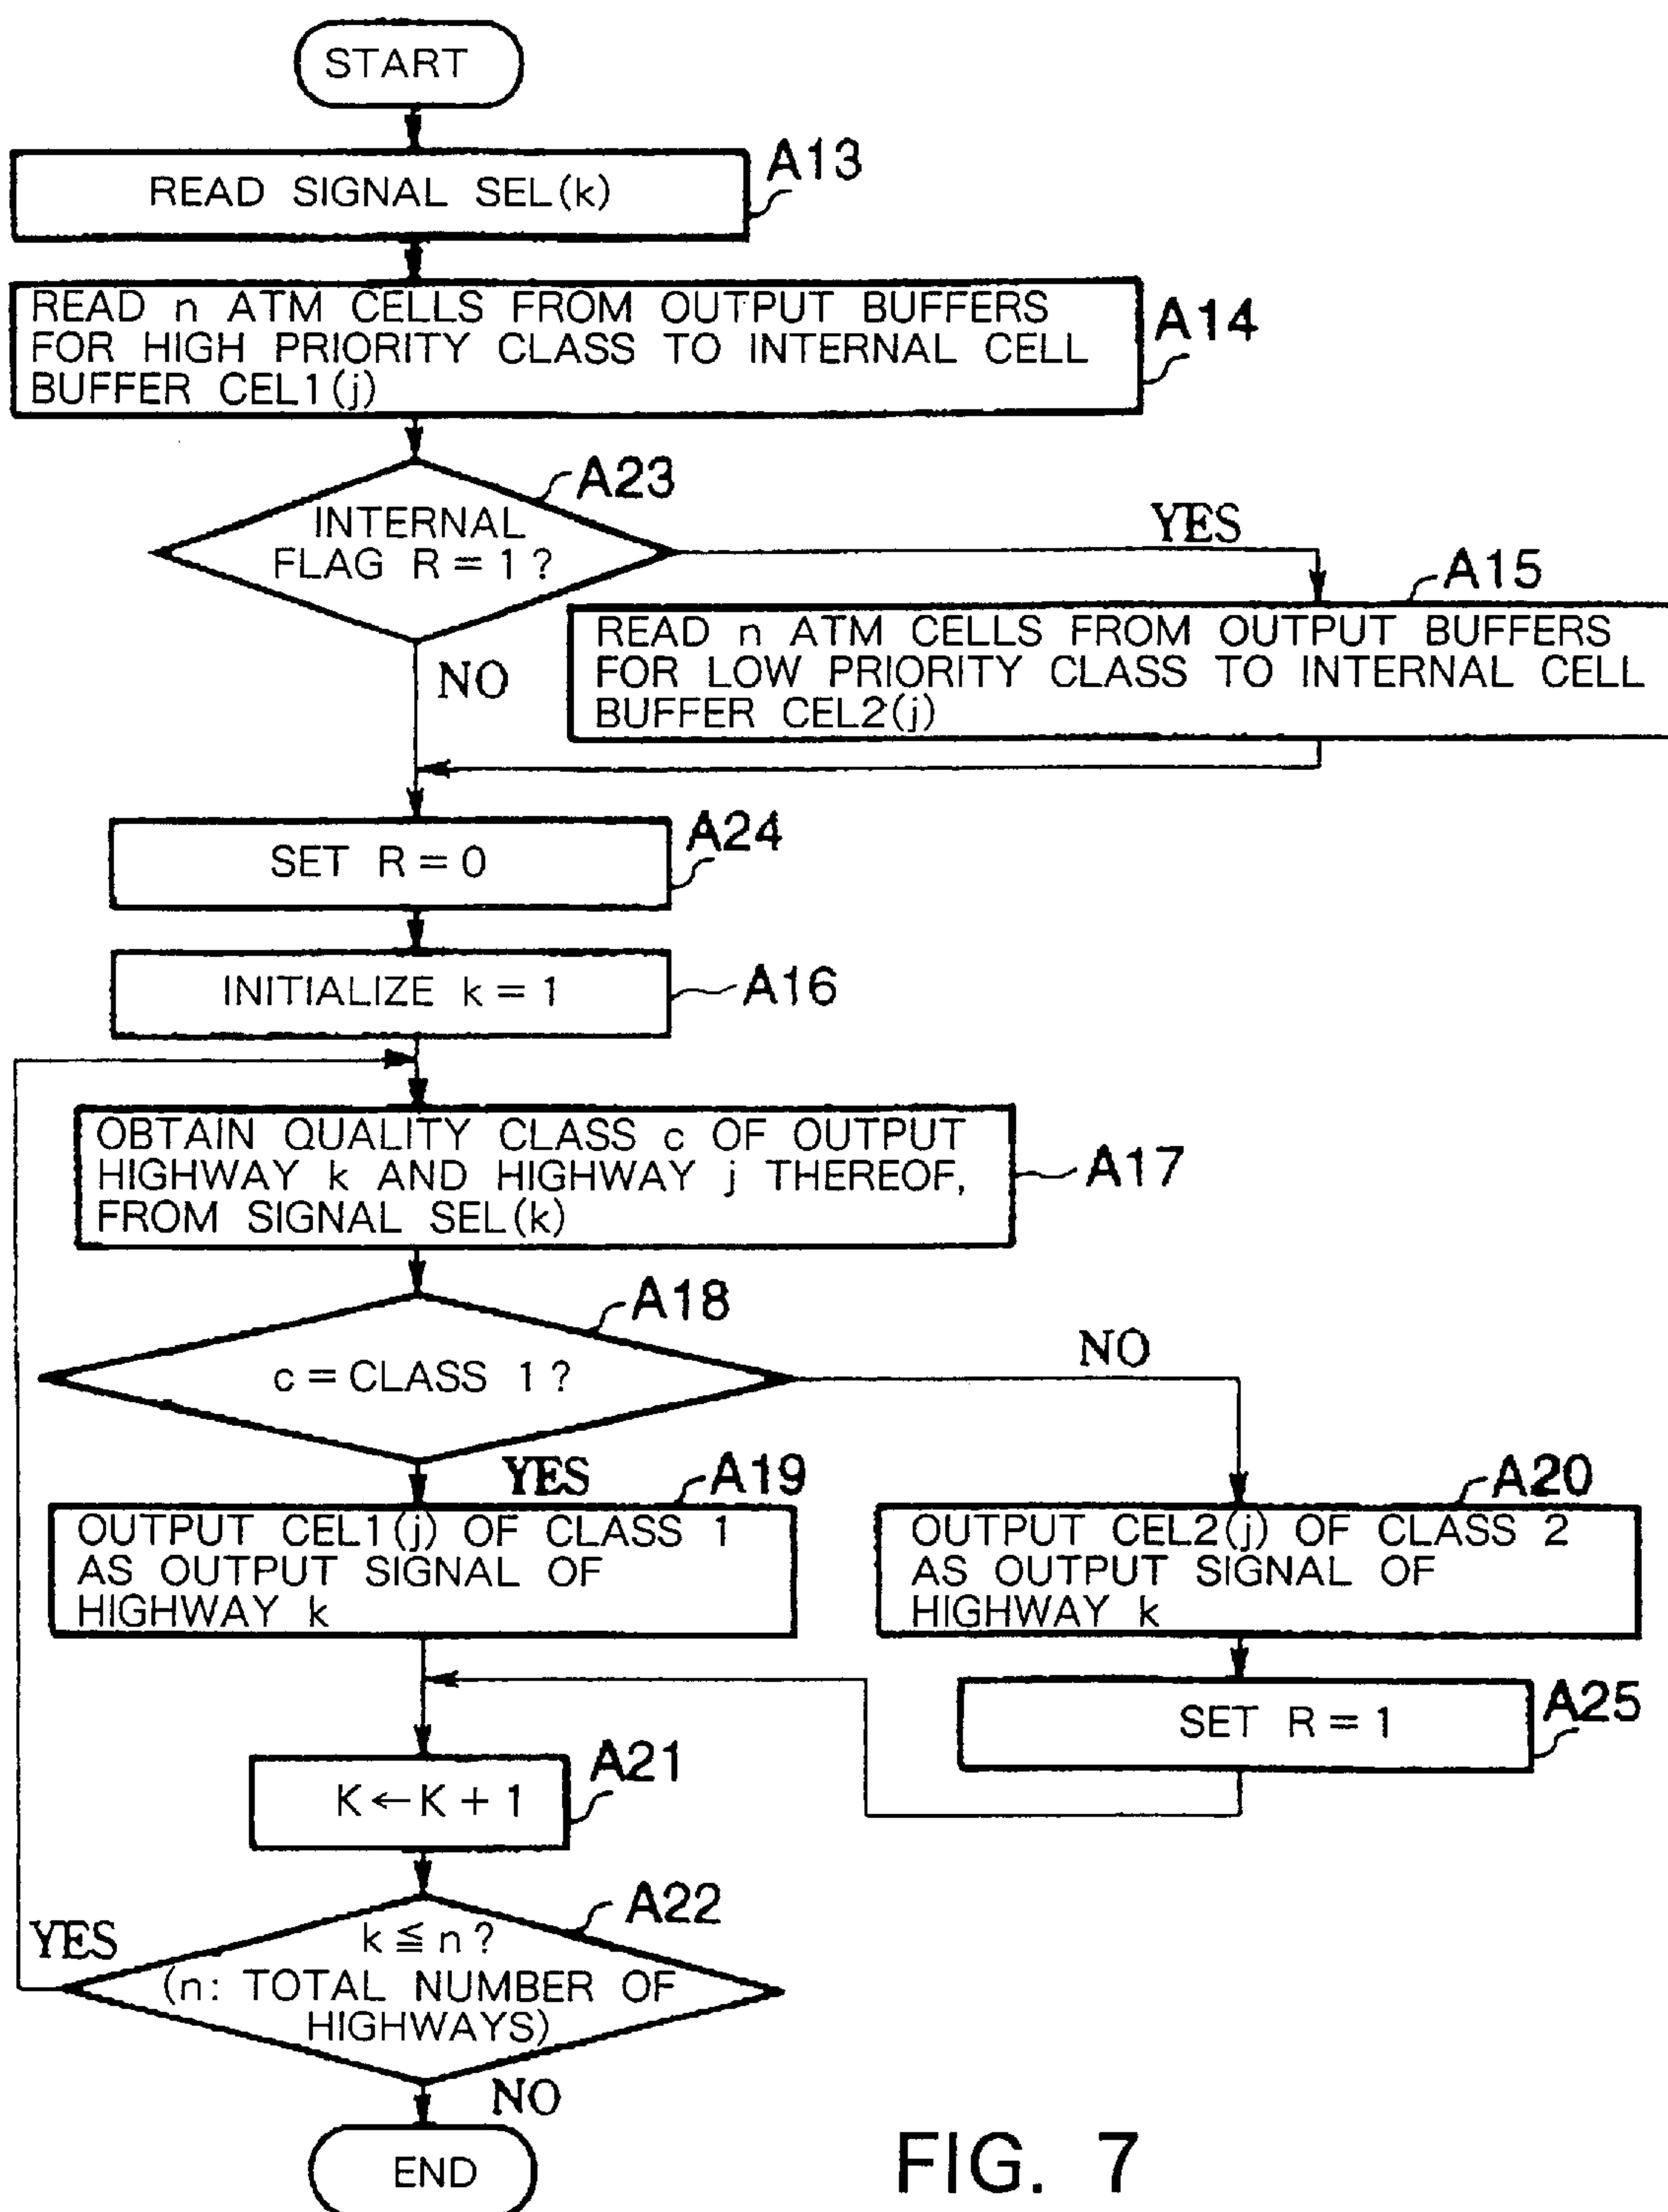 START
READ SIGNAL SEL(k)
A13
READ n ATM CELLS FROM OUTPUT BUFFERS
FOR HIGH PRIORITY CLASS TO INTERNAL CELL
BUFFER CEL1(j)
A14
INTERNAL
FLAG R = 1 ?
A23
YES
NO
READ n ATM CELLS FROM OUTPUT BUFFERS
FOR LOW PRIORITY CLASS TO INTERNAL CELL
BUFFER CEL2(j)
A15
SET R = 0
A24
INITIALIZE k = 1
A16
OBTAIN QUALITY CLASS c OF OUTPUT
HIGHWAY k AND HIGHWAY j THEREOF,
FROM SIGNAL SEL(k)
A17
c = CLASS 1 ?
A18
NO
YES
OUTPUT CEL1(j) OF CLASS 1
AS OUTPUT SIGNAL OF
HIGHWAY k
A19
OUTPUT CEL2(j) OF CLASS 2
AS OUTPUT SIGNAL OF
HIGHWAY k
A20
SET R = 1
A25
K ← K + 1
A21
k ≦ n ?
(n: TOTAL NUMBER OF
HIGHWAYS)
A22
YES
NO
END
FIG. 7